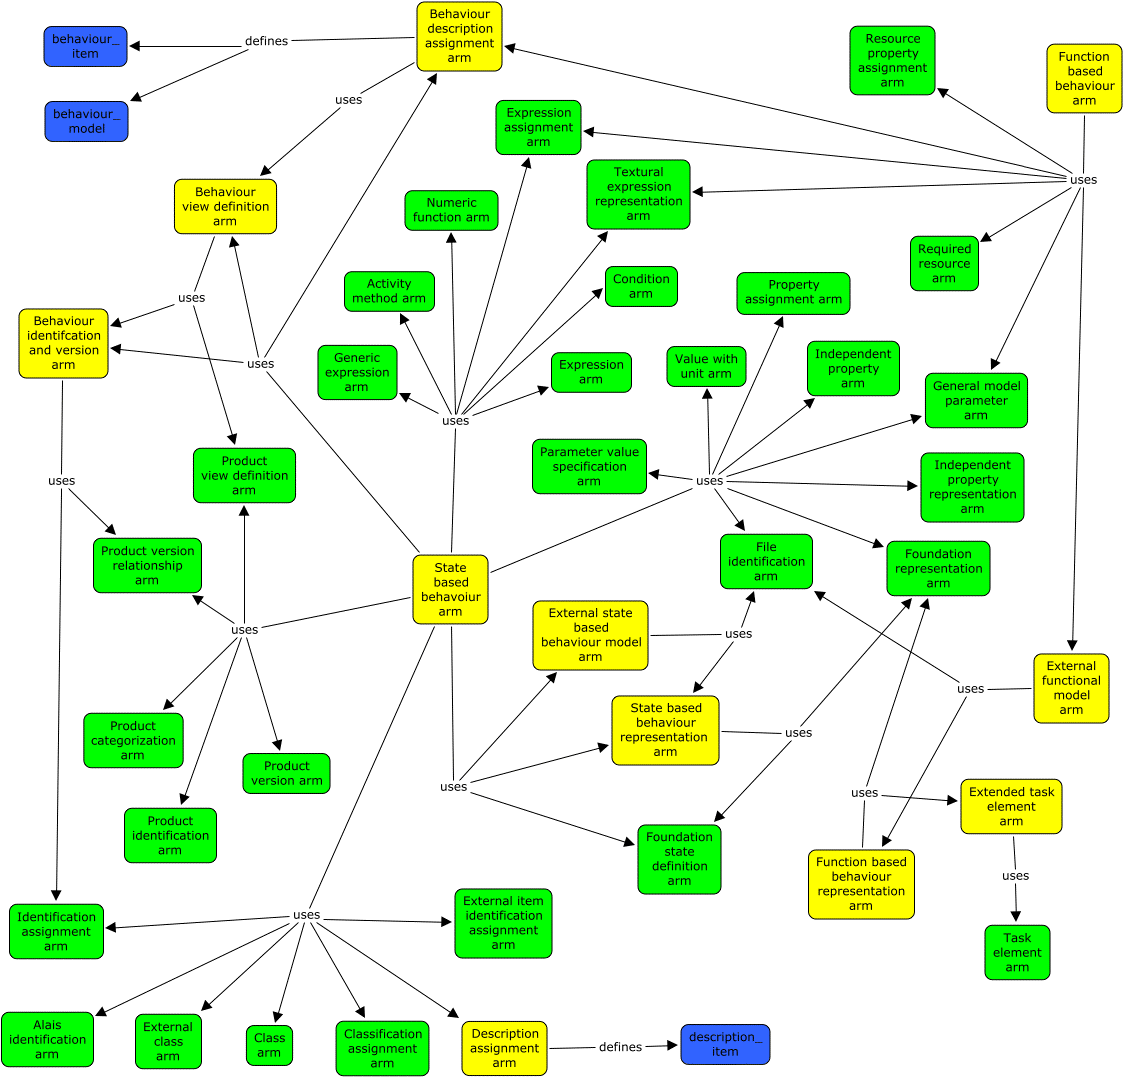 behaviour_
item
defines
Behaviour
description
assignment
arm
Resource
property
assignment
arm
Function
based
behaviour
arm
behaviour_
model
uses
Expression
assignment
arm
Behaviour
view definition
arm
Numeric
function arm
Textural
expression
representation
arm
uses
Required
resource
arm
Activity
method arm
Condition
arm
Property
assignment arm
uses
Behaviour
identifcation
and version
arm
uses
Generic
expression
arm
Expression
arm
Value with
unit arm
Independent
property
arm
General model
parameter
arm
uses
Product
view definition
arm
Parameter value
specification
arm
uses
Independent
property
representation
arm
uses
Product version
relationship
arm
State
based
behavoiur
arm
File
identification
arm
Foundation
representation
arm
uses
External state
based
behaviour model
arm
uses
External
functional
model
arm
uses
Product
categorization
arm
State based
behaviour
representation
arm
uses
Product
version arm
uses
uses
Extended task
element
arm
Product
identification
arm
Foundation
state
definition
arm
Function based
behaviour
representation
arm
uses
Identification
assignment
arm
uses
External item
identification
assignment
arm
Task
element
arm
Alais
identification
arm
External
class
arm
Class
arm
Classification
assignment
arm
Description
assignment
arm
defines
description_
item